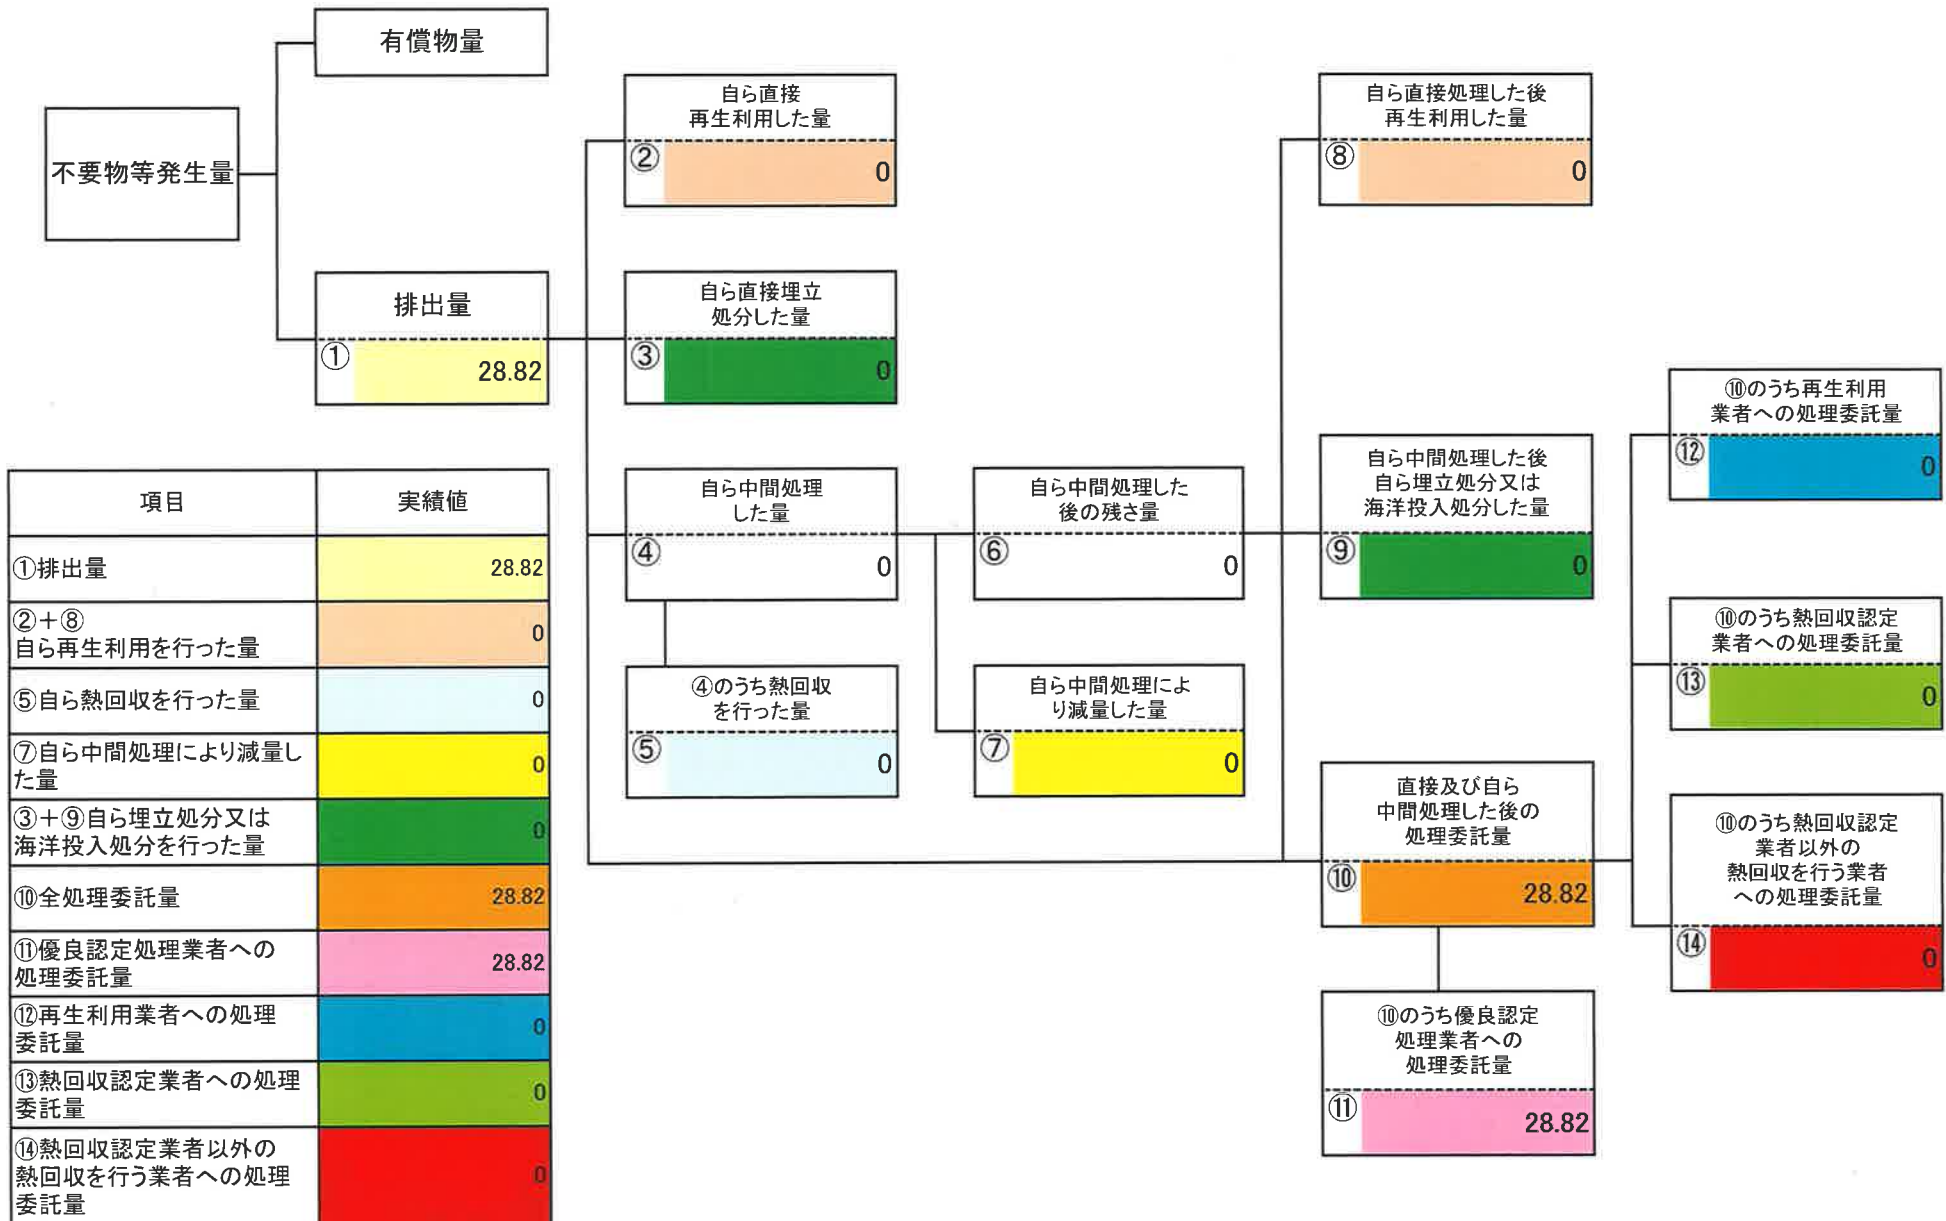 有償物量
不要物等発生量
排出量
①
28.82
自ら直接
再生利用した量
②
0
自ら直接埋立
処分した量
③
0
自ら中間処理
した量
④
0
④のうち熱回収
を行った量
⑤
0
自ら中間処理した
後の残さ量
⑥
0
自ら中間処理によ
り減量した量
⑦
0
自ら直接処理した後
再生利用した量
⑧
0
自ら中間処理した後
自ら埋立処分又は
海洋投入処分した量
⑨
0
直接及び自ら
中間処理した後の
処理委託量
⑩
28.82
⑩のうち優良認定
処理業者への
処理委託量
⑪
28.82
⑩のうち再生利用
業者への処理委託量
⑫
0
⑩のうち熱回収認定
業者への処理委託量
⑬
0
⑩のうち熱回収認定
業者以外の
熱回収を行う業者
への処理委託量
⑭
0
項目 実績値
①排出量 28.82
②+⑧
自ら再生利用を行った量 0
⑤自ら熱回収を行った量 0
⑦自ら中間処理により減量し
た量 0
③+⑨自ら埋立処分又は
海洋投入処分を行った量 0
⑩全処理委託量 28.82
⑪優良認定処理業者への
処理委託量 28.82
⑫再生利用業者への処理
委託量 0
⑬熱回収認定業者への処理
委託量 0
⑭熱回収認定業者以外の
熱回収を行う業者への処理
委託量 0